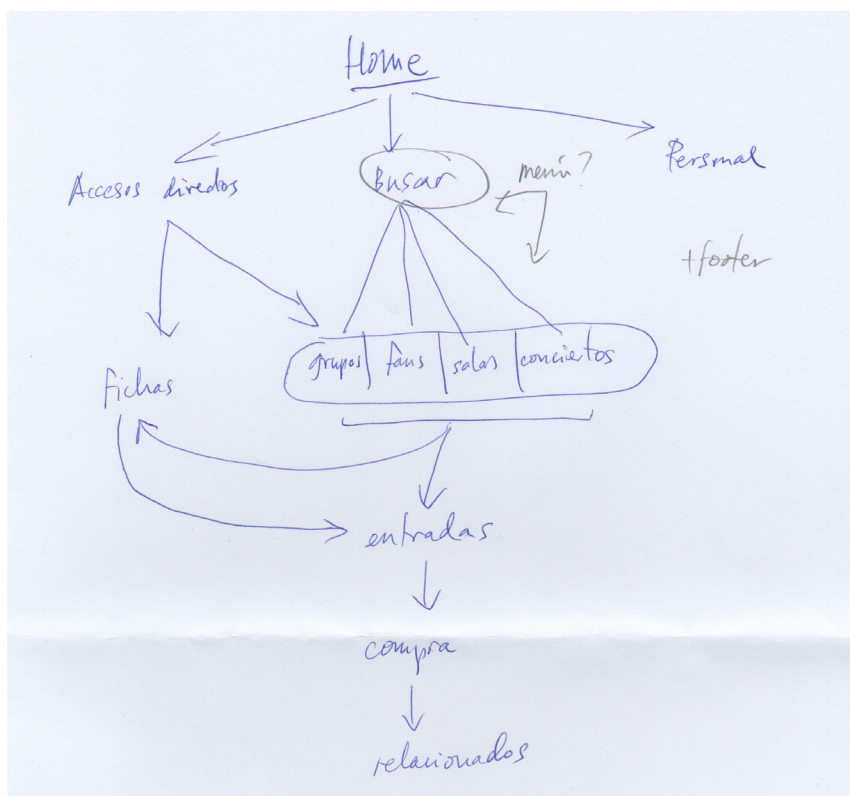 Home
Personal
Accesos directos
Buscar
menú?
+footer
grupos fans salas conciertos
Fichas
entradas
compra
relacionados